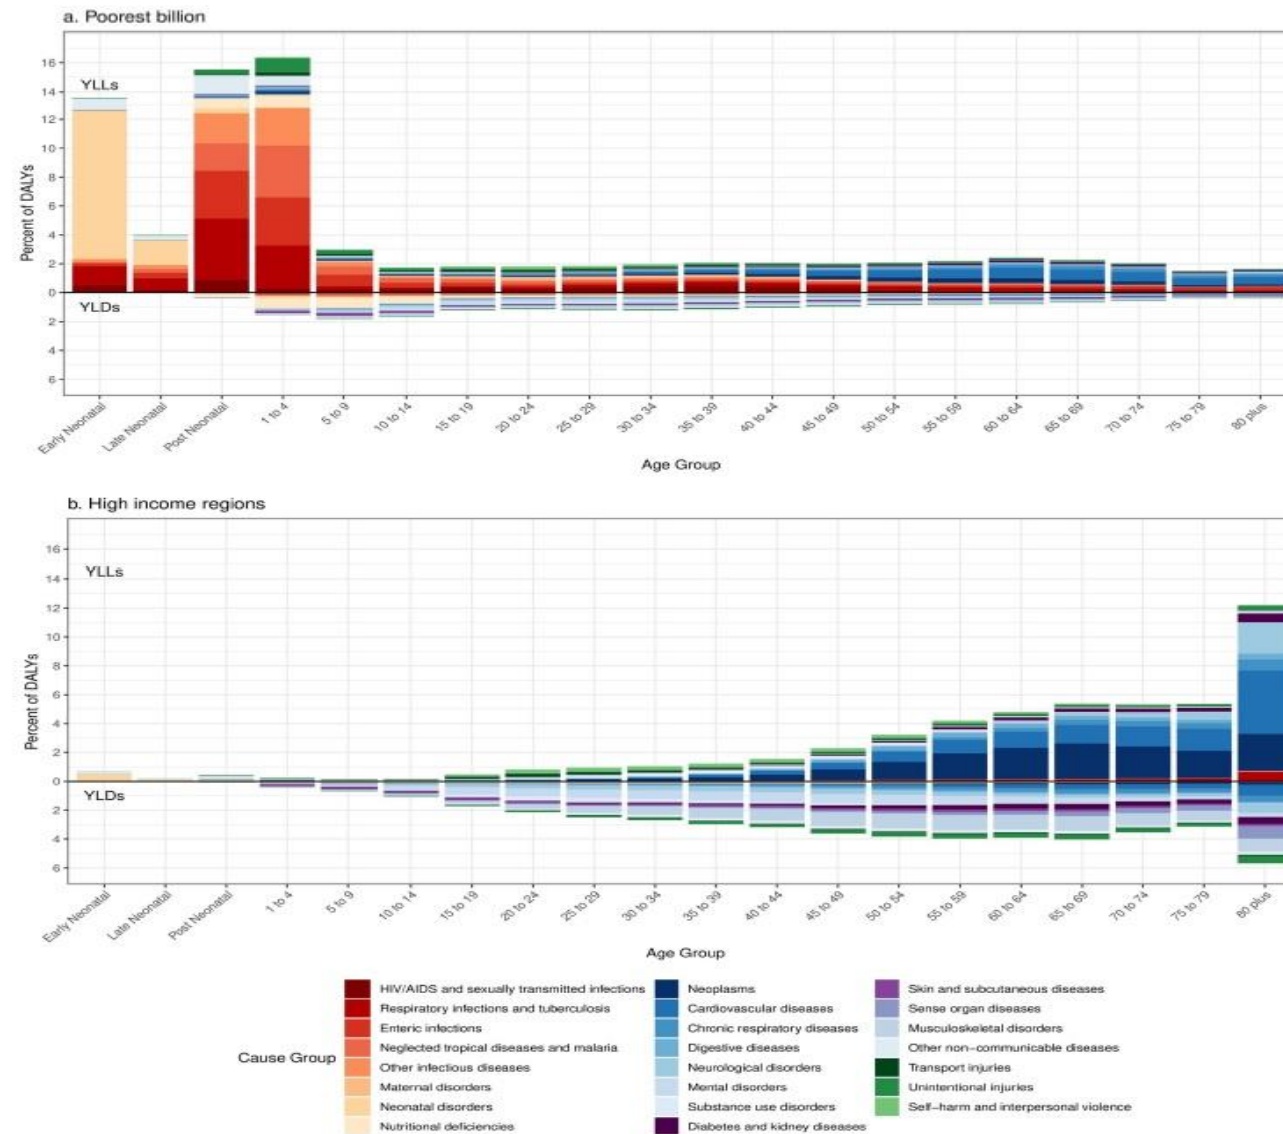 a. Poorest billion
16
14
12
10
8
6
4
2
0
2
4
6
YLLs
YLDs
Percent of DALYs
Early Neonatal
Late Neonatal
Post Neonatal
1 to 4
5 to 9
10 to 14
15 to 19
20 to 24
25 to 29
30 to 34
35 to 39
40 to 44
45 to 49
50 to 54
55 to 59
60 to 64
65 to 69
70 to 74
75 to 79
80 plus
Age Group
b. High income regions
16
14
12
10
8
6
4
2
0
2
4
6
YLLs
YLDs
Percent of DALYs
Early Neonatal
Late Neonatal
Post Neonatal
1 to 4
5 to 9
10 to 14
15 to 19
20 to 24
25 to 29
30 to 34
35 to 39
40 to 44
45 to 49
50 to 54
55 to 59
60 to 64
65 to 69
70 to 74
75 to 79
80 plus
Age Group
Cause Group
HIV/AIDS and sexually transmitted infections
Respiratory infections and tuberculosis
Enteric infections
Neglected tropical diseases and malaria
Other infectious diseases
Maternal disorders
Neonatal disorders
Nutritional deficiencies
Neoplasms
Cardiovascular diseases
Chronic respiratory diseases
Digestive diseases
Neurological disorders
Mental disorders
Substance use disorders
Diabetes and kidney diseases
Skin and subcutaneous diseases
Sense organ diseases
Musculoskeletal disorders
Other non−communicable diseases
Transport injuries
Unintentional injuries
Self−harm and interpersonal violence